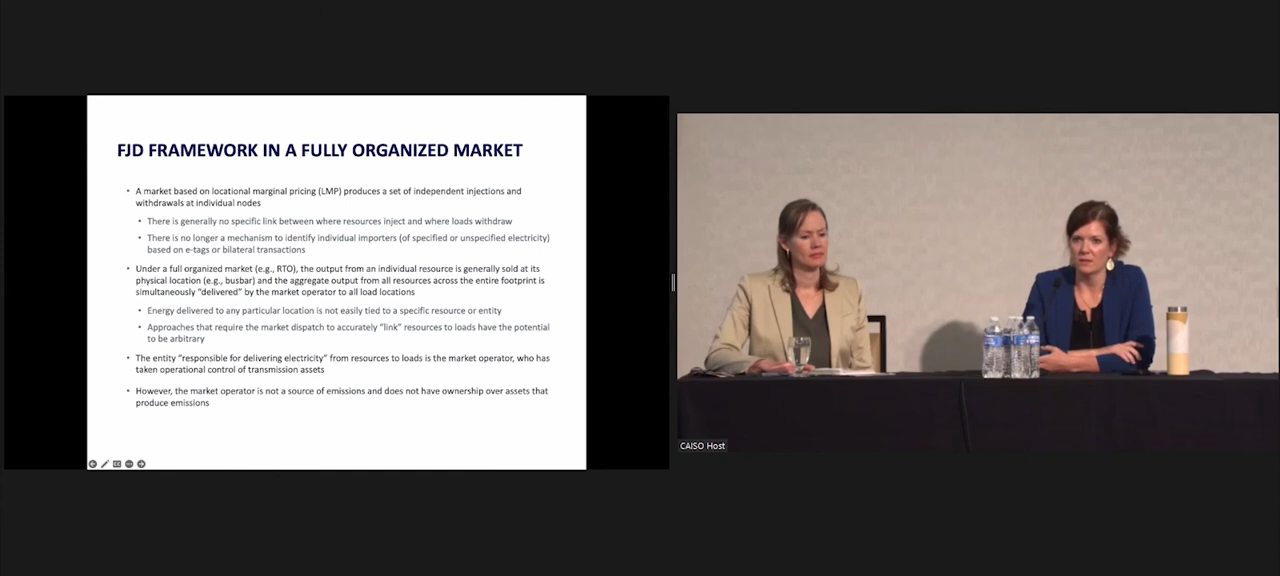 FJD FRAMEWORK IN A FULLY ORGANIZED MARKET
• A market based on locational marginal pricing (LMP) produces a set of independent injections and
withdrawals at individual nodes
• There is generally no specific link between where resources inject and where loads withdraw
• There is no longer a mechanism to identify individual importers (of specified or unspecified electricity)
based on e-tags or bilateral transactions
• Under a full organized market (e.g., RTO), the output from an individual resource is generally sold at its
physical location (e.g., busbar) and the aggregate output from all resources across the entire footprint is
simultaneously “delivered” by the market operator to all load locations
• Energy delivered to any particular location is not easily tied to a specific resource or entity
• Approaches that require the market dispatch to accurately “link” resources to loads have the potential
to be arbitrary
• The entity “responsible for delivering electricity” from resources to loads is the market operator, who has
taken operational control of transmission assets
• However, the market operator is not a source of emissions and does not have ownership over assets that
produce emissions
CAISO Host